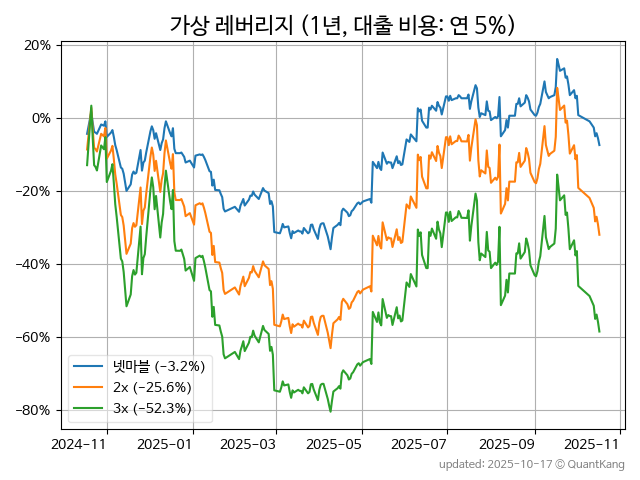 가상 레버리지 (1년, 대출 비용: 연 5%)
20%
0%
−20%
−40%
−60%
−80%
넷마블 (−3.2%)
2x (−25.6%)
3x (−52.3%)
2024−11 2025−01 2025−03 2025−05 2025−07 2025−09 2025−11
updated: 2025-10-17 © QuantKang